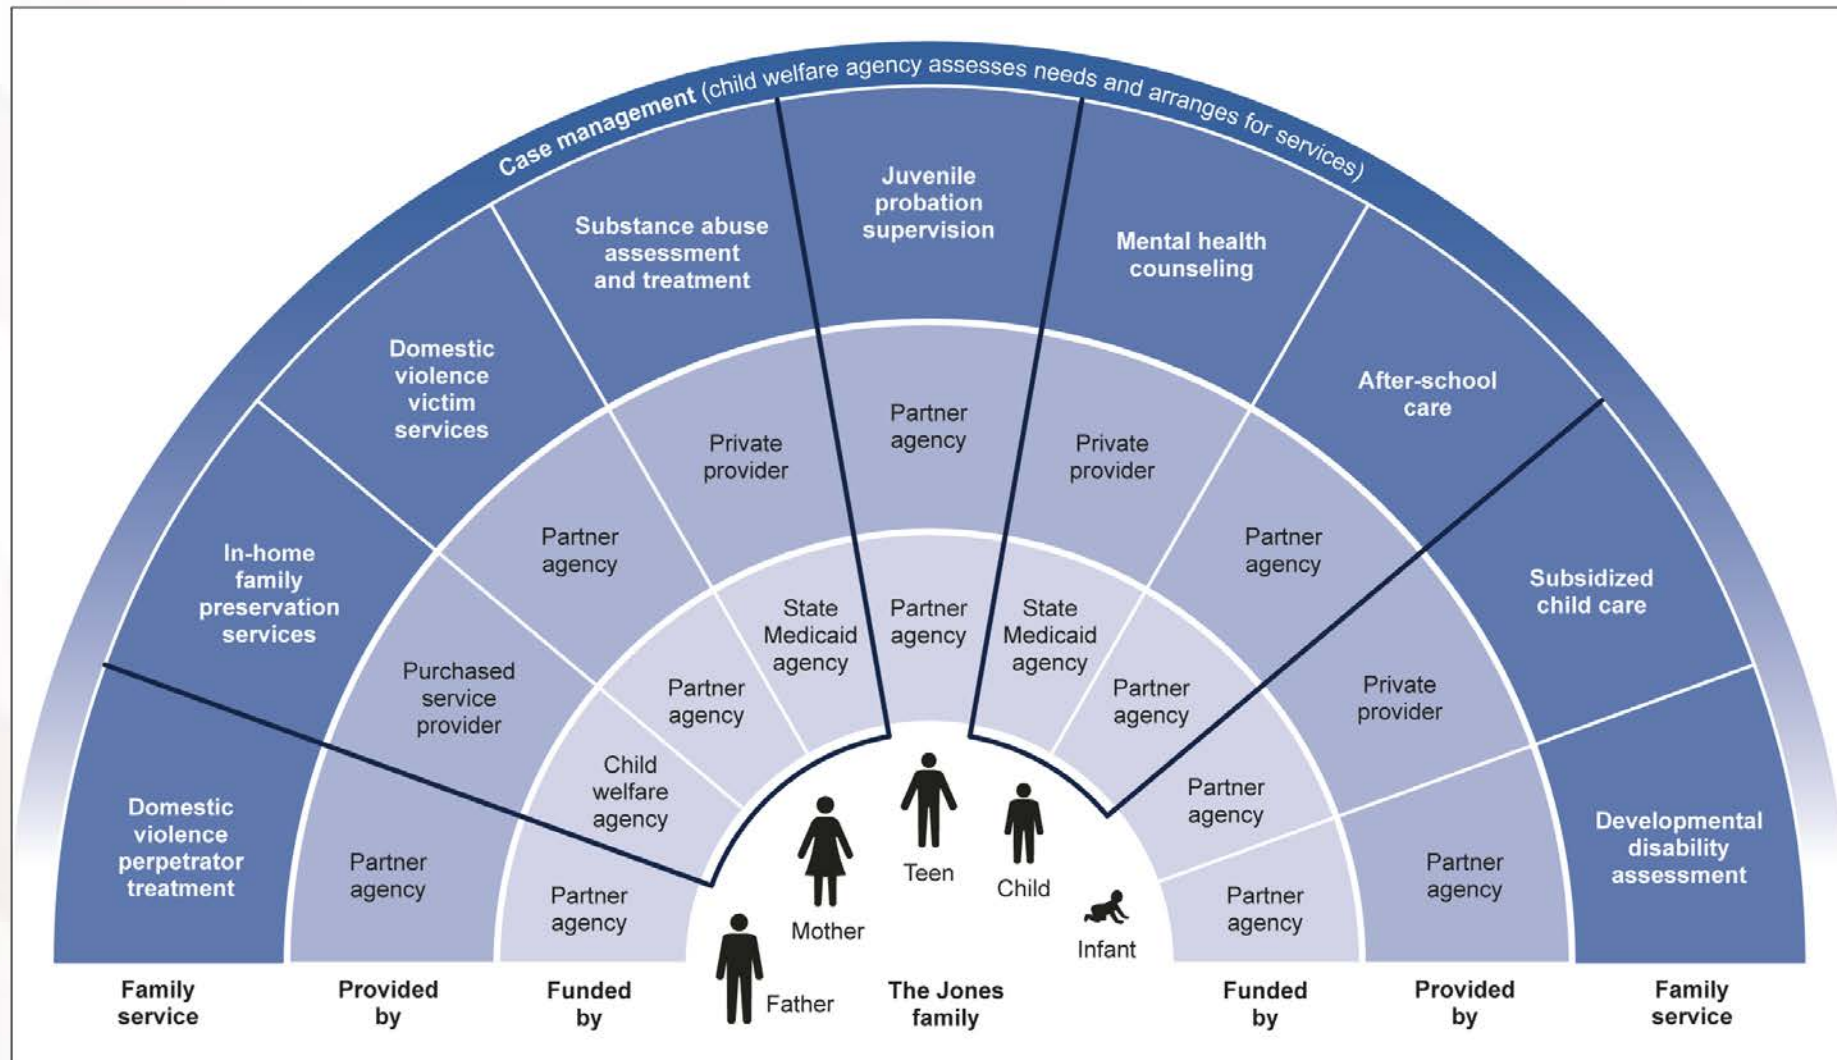 Case management (child welfare agency assesses needs and arranges for services)
Domestic
violence
perpetrator
treatment
In-home
family
preservation
services
Domestic
violence
victim
services
Substance abuse
assessment
and treatment
Juvenile
probation
supervision
Mental health
counseling
After-school
care
Subsidized
child care
Developmental
disability
assessment
Partner
agency
Purchased
service
provider
Partner
agency
Private
provider
Partner
agency
Private
provider
Partner
agency
Private
provider
Partner
agency
Partner
agency
Child
welfare
agency
Partner
agency
State
Medicaid
agency
Partner
agency
State
Medicaid
agency
Partner
agency
Partner
agency
Partner
agency
Father
Mother
Teen
Child
Infant
Family
service
Provided
by
Funded
by
The Jones
family
Funded
by
Provided
by
Family
service